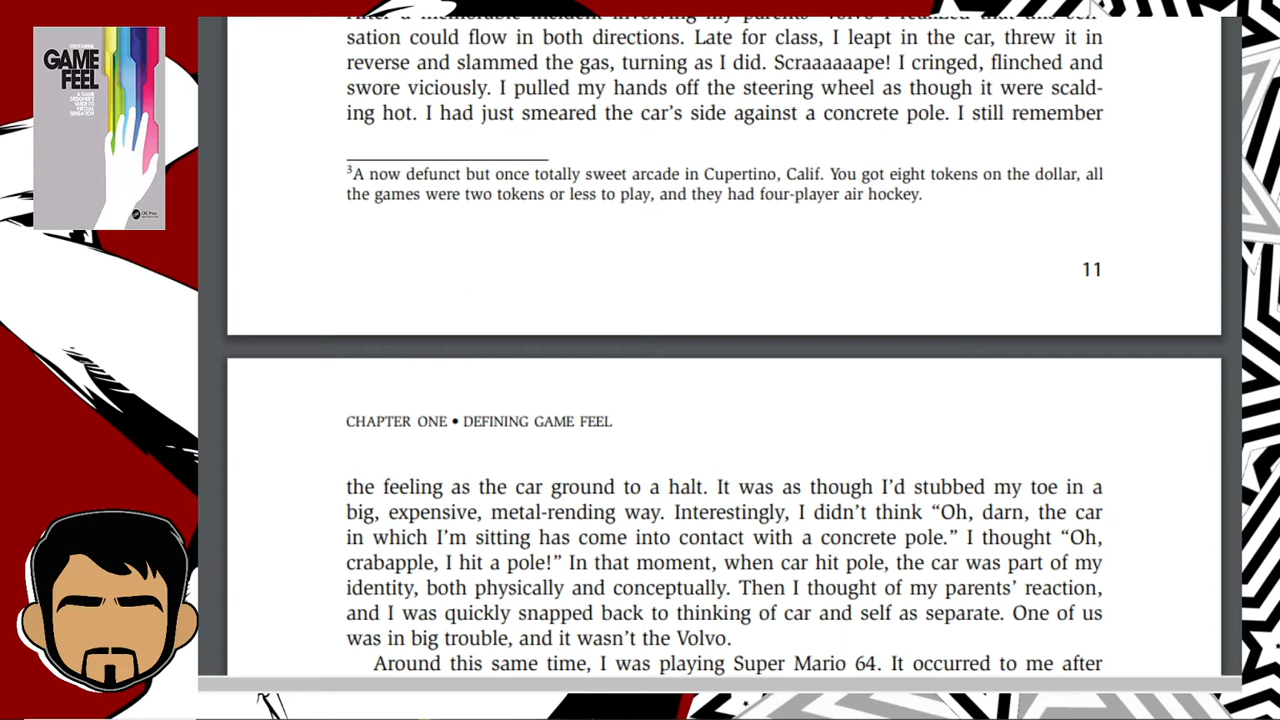 STEVE SWINK
GAME
FEEL
A GAME
DESIGNER'S
GUIDE TO
VIRTUAL
SENSATION
CRC Press
sation could flow in both directions. Late for class, I leapt in the car, threw it in
reverse and slammed the gas, turning as I did. Scraaaaaape! I cringed, flinched and
swore viciously. I pulled my hands off the steering wheel as though it were scald-
ing hot. I had just smeared the car's side against a concrete pole. I still remember
3A now defunct but once totally sweet arcade in Cupertino, Calif. You got eight tokens on the dollar, all
the games were two tokens or less to play, and they had four-player air hockey.
11
CHAPTER ONE • DEFINING GAME FEEL
the feeling as the car ground to a halt. It was as though I'd stubbed my toe in a
big, expensive, metal-rending way. Interestingly, I didn't think “Oh, darn, the car
in which I'm sitting has come into contact with a concrete pole.” I thought “Oh,
crabapple, I hit a pole!” In that moment, when car hit pole, the car was part of my
identity, both physically and conceptually. Then I thought of my parents' reaction,
and I was quickly snapped back to thinking of car and self as separate. One of us
was in big trouble, and it wasn't the Volvo.
Around this same time, I was playing Super Mario 64. It occurred to me after